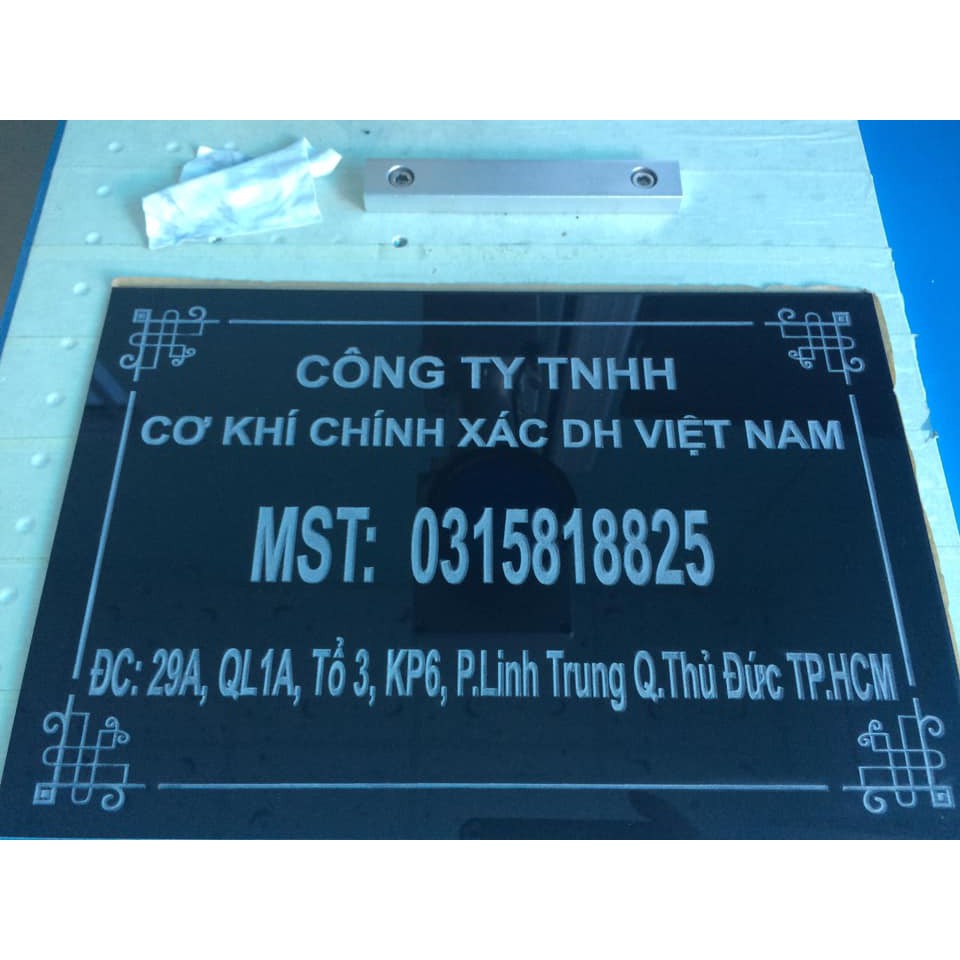 CÔNG TY TNHH
CƠ KHÍ CHÍNH XÁC DH VIỆT NAM
MST: 0315818825
ĐC: 29A, QL1A, Tổ 3, KP6, P.Linh Trung Q.Thủ Đức TP.HCM